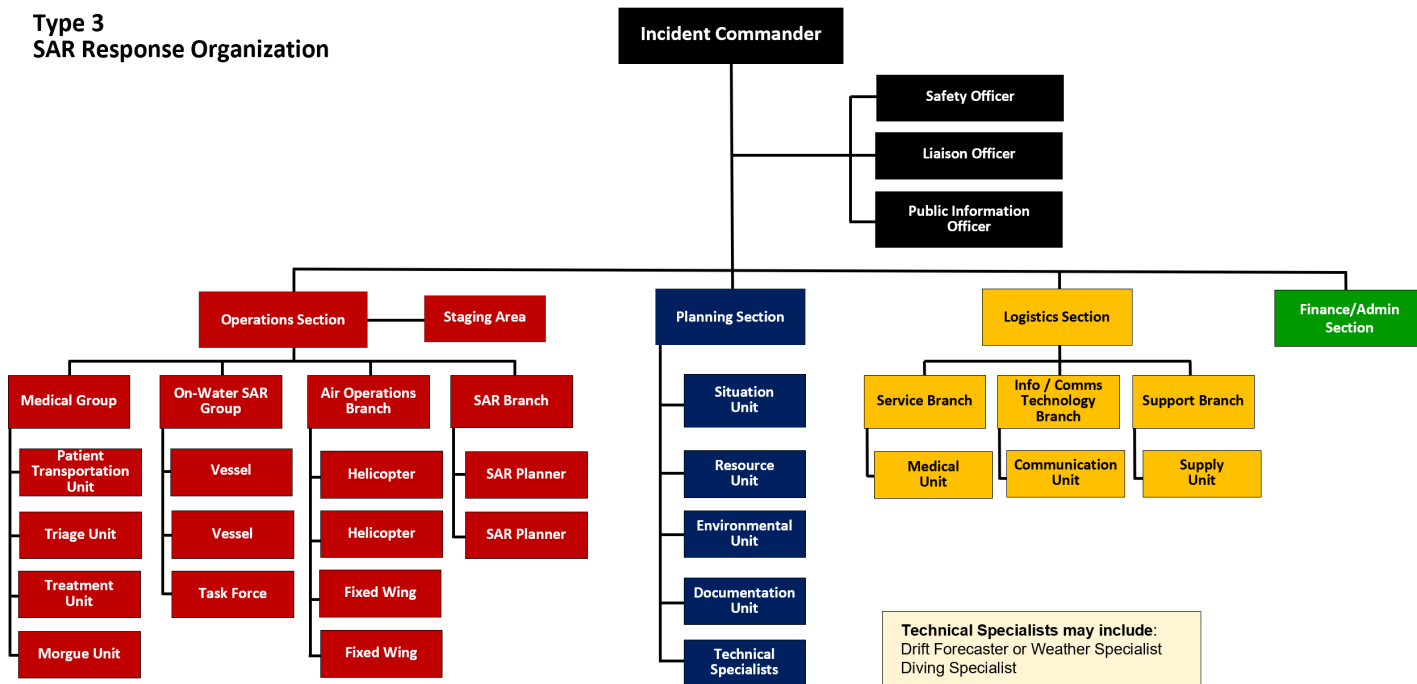 Type 3
SAR Response Organization
Incident Commander
Safety Officer
Liaison Officer
Public Information
Officer
Operations Section
Staging Area
Planning Section
Logistics Section
Finance/Admin
Section
Medical Group
On-Water SAR
Group
Air Operations
Branch
SAR Branch
Situation
Unit
Service Branch
Info / Comms
Technology
Branch
Support Branch
Patient
Transportation
Unit
Vessel
Helicopter
SAR Planner
Resource
Unit
Medical
Unit
Communication
Unit
Supply
Unit
Triage Unit
Vessel
Helicopter
SAR Planner
Environmental
Unit
Treatment
Unit
Task Force
Fixed Wing
Documentation
Unit
Morgue Unit
Fixed Wing
Technical
Specialists
Technical Specialists may include:
Drift Forecaster or Weather Specialist
Diving Specialist